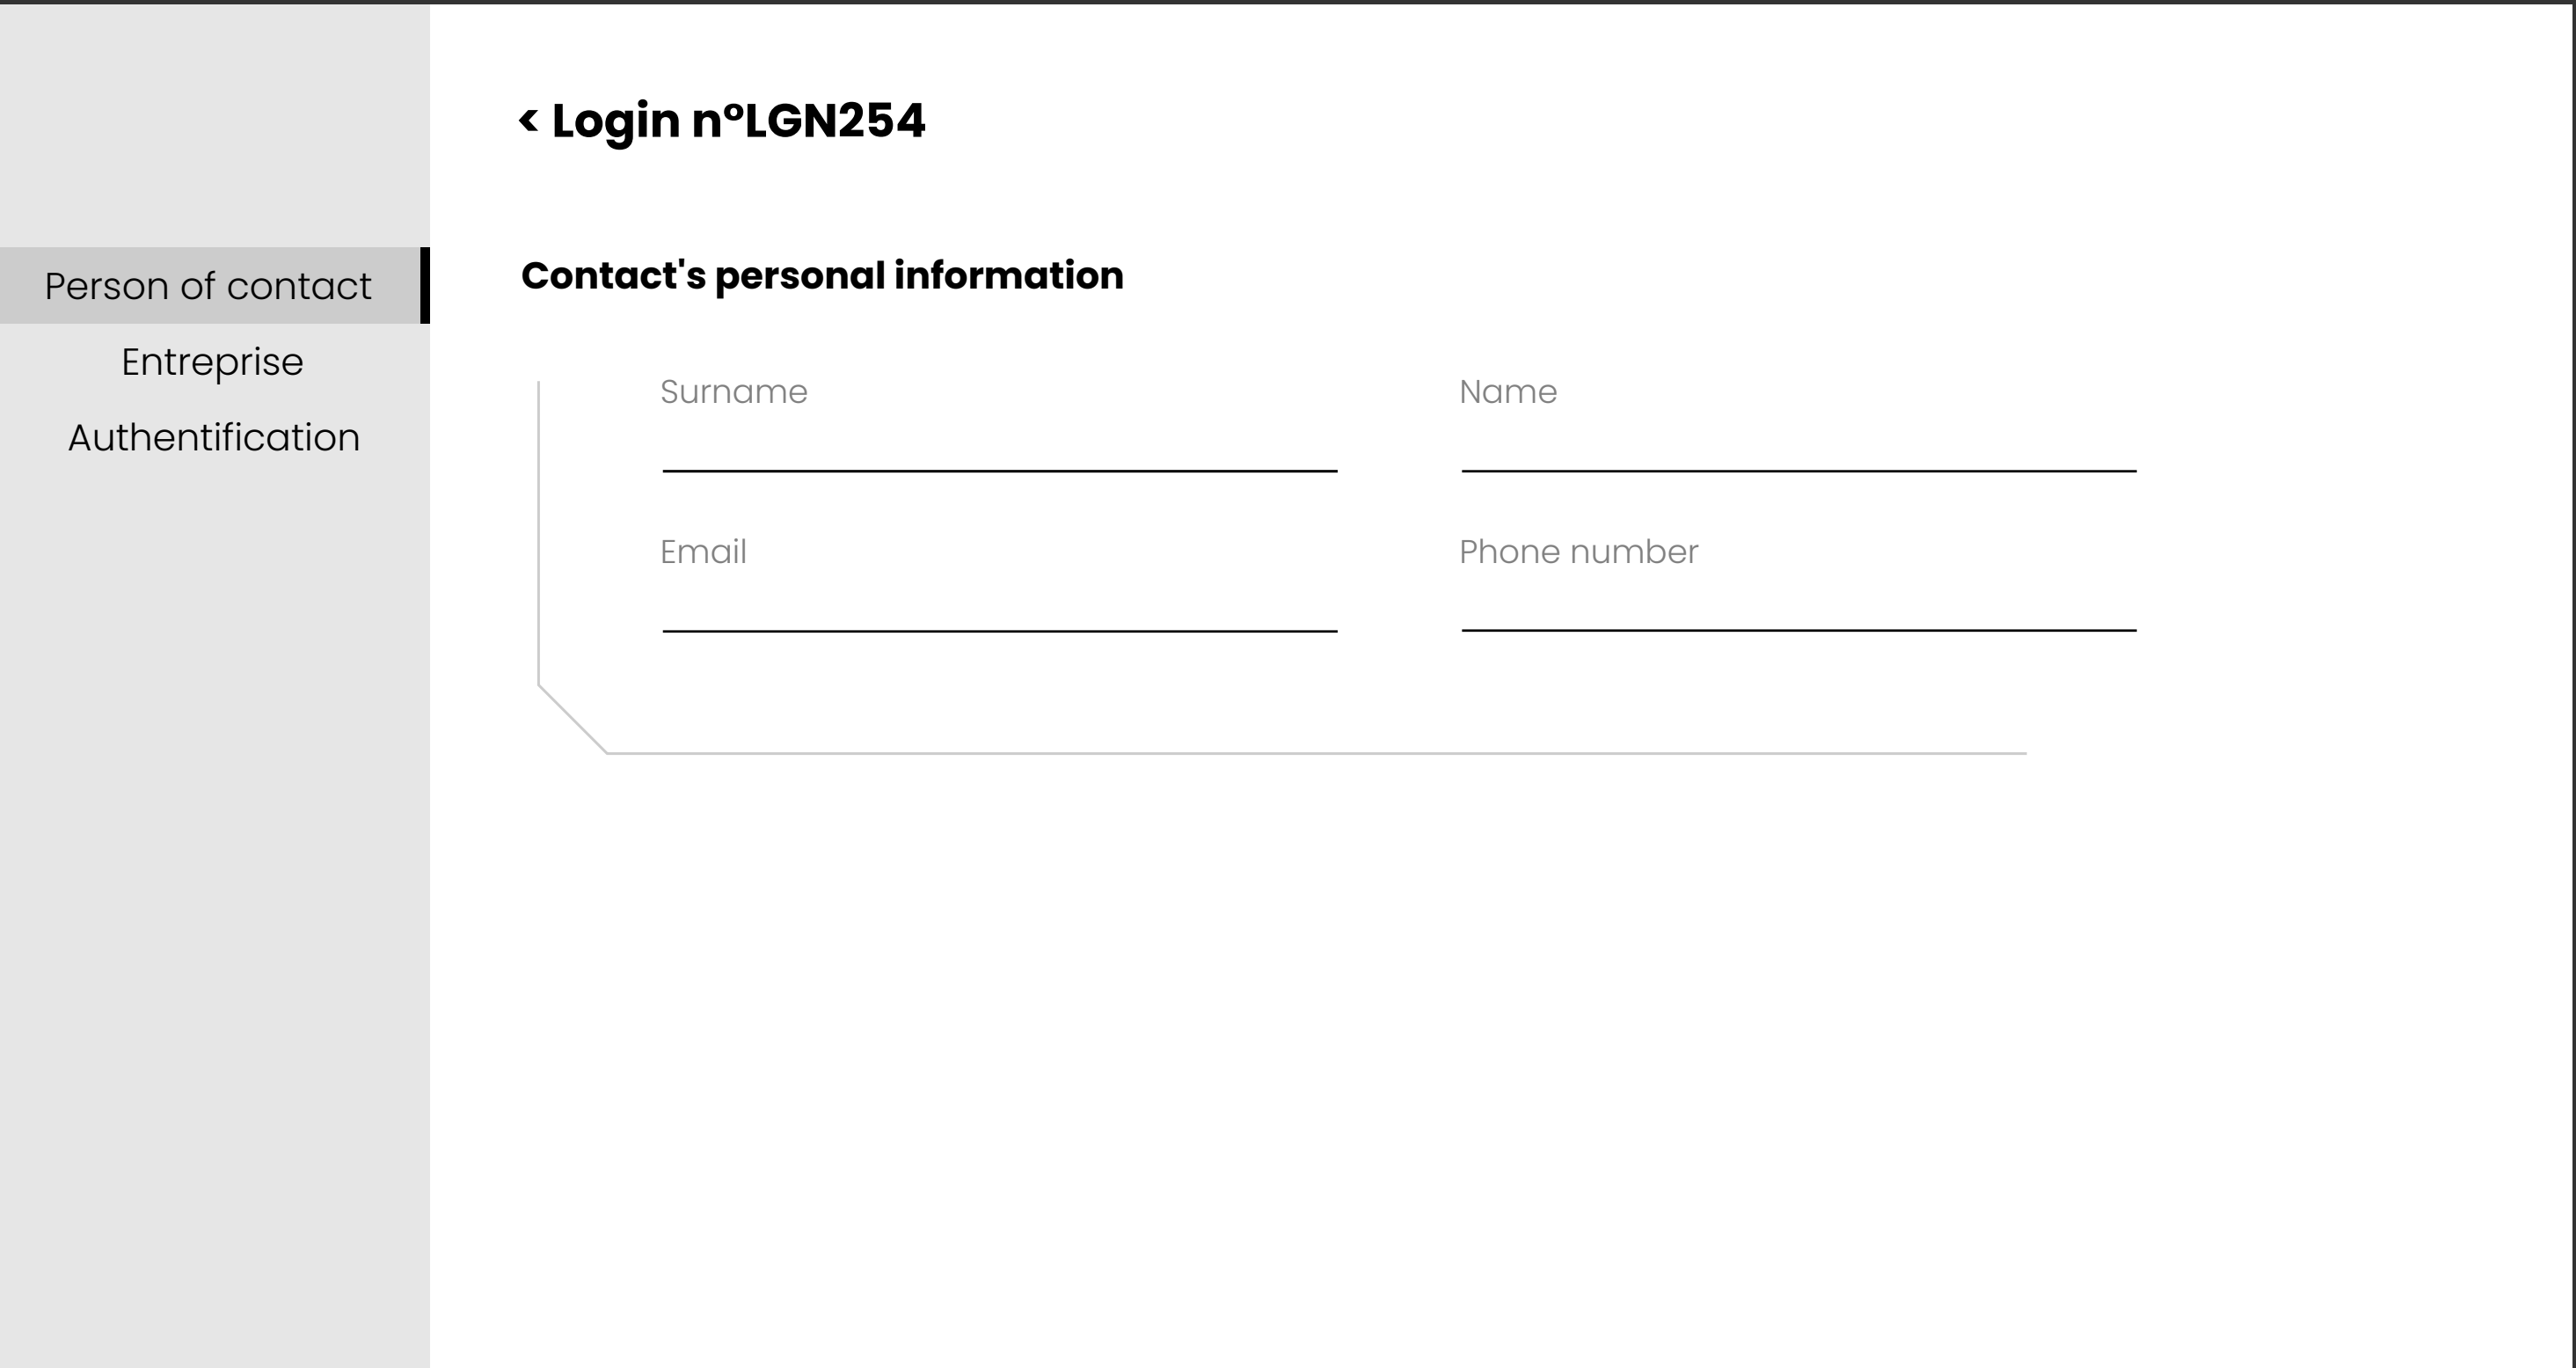 < Login n°LGN254
Person of contact
Entreprise
Authentification
Contact's personal information
Surname
Name
Email
Phone number